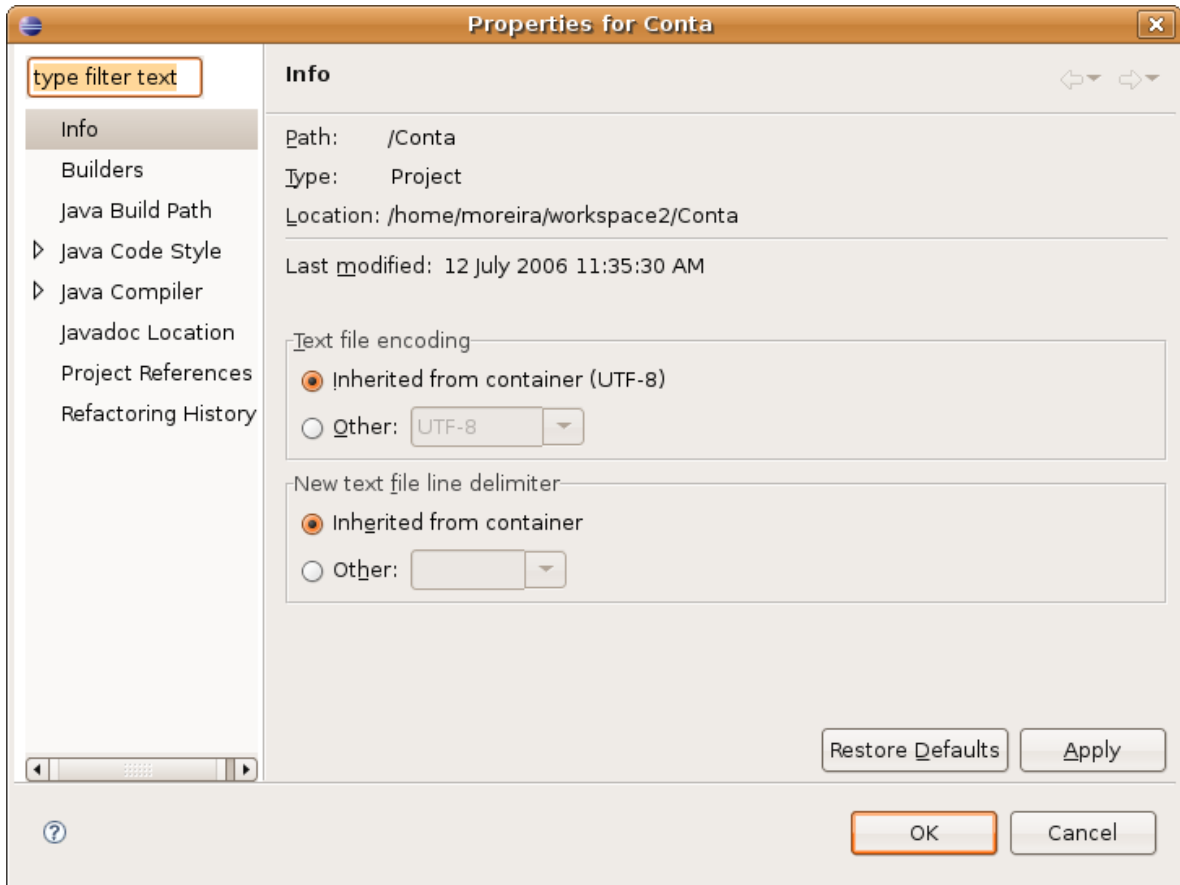 Properties for Conta
type filter text
Info
Builders
Java Build Path
Java Code Style
Java Compiler
Javadoc Location
Project References
Refactoring History
Info
Path: /Conta
Type: Project
Location: /home/moreira/workspace2/Conta
Last modified: 12 July 2006 11:35:30 AM
Text file encoding
Inherited from container (UTF-8)
Other: UTF-8
New text file line delimiter
Inherited from container
Other:
Restore Defaults Apply
? OK Cancel